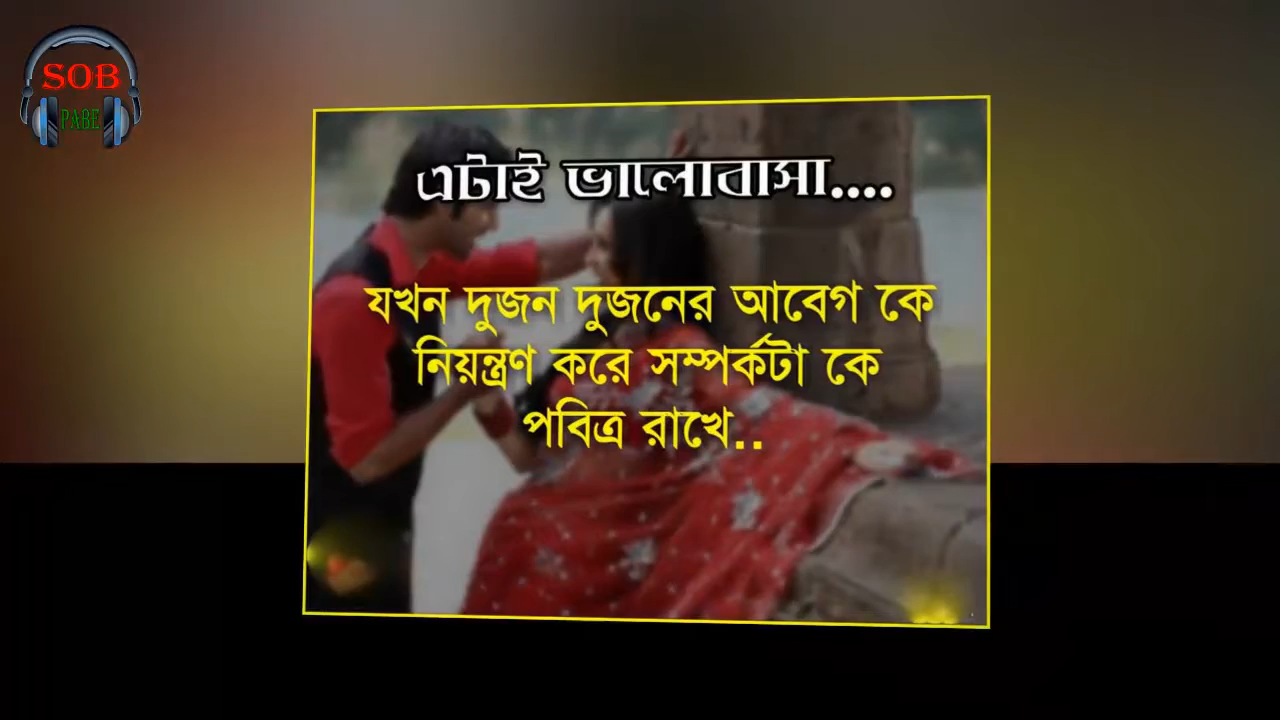 SOB
PABE
এটাই ভালোবাসা....
যখন দুজন দুজনের আবেগ কে
নিয়ন্ত্রণ করে সম্পর্কটা কে
পবিত্র রাখে..